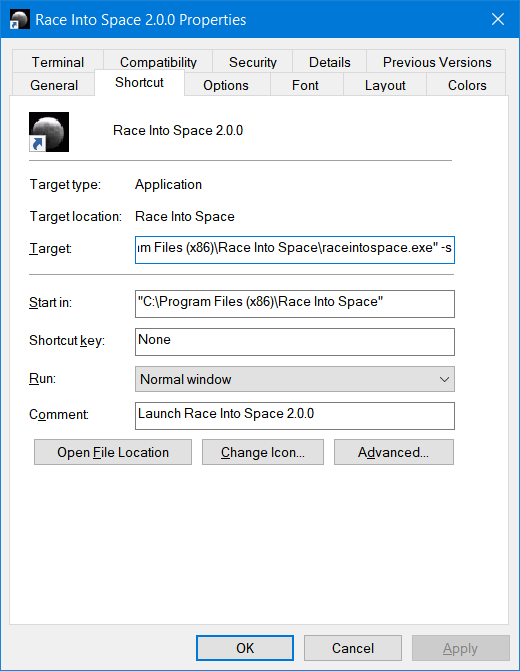 Race Into Space 2.0.0 Properties
Terminal Compatibility Security Details Previous Versions
General Shortcut Options Font Layout Colors
Race Into Space 2.0.0
Target type: Application
Target location: Race Into Space
Target: am Files (x86)\Race Into Space\raceintospace.exe" -s
Start in: "C:\Program Files (x86)\Race Into Space"
Shortcut key: None
Run: Normal window
Comment: Launch Race Into Space 2.0.0
Open File Location Change Icon... Advanced...
OK Cancel Apply